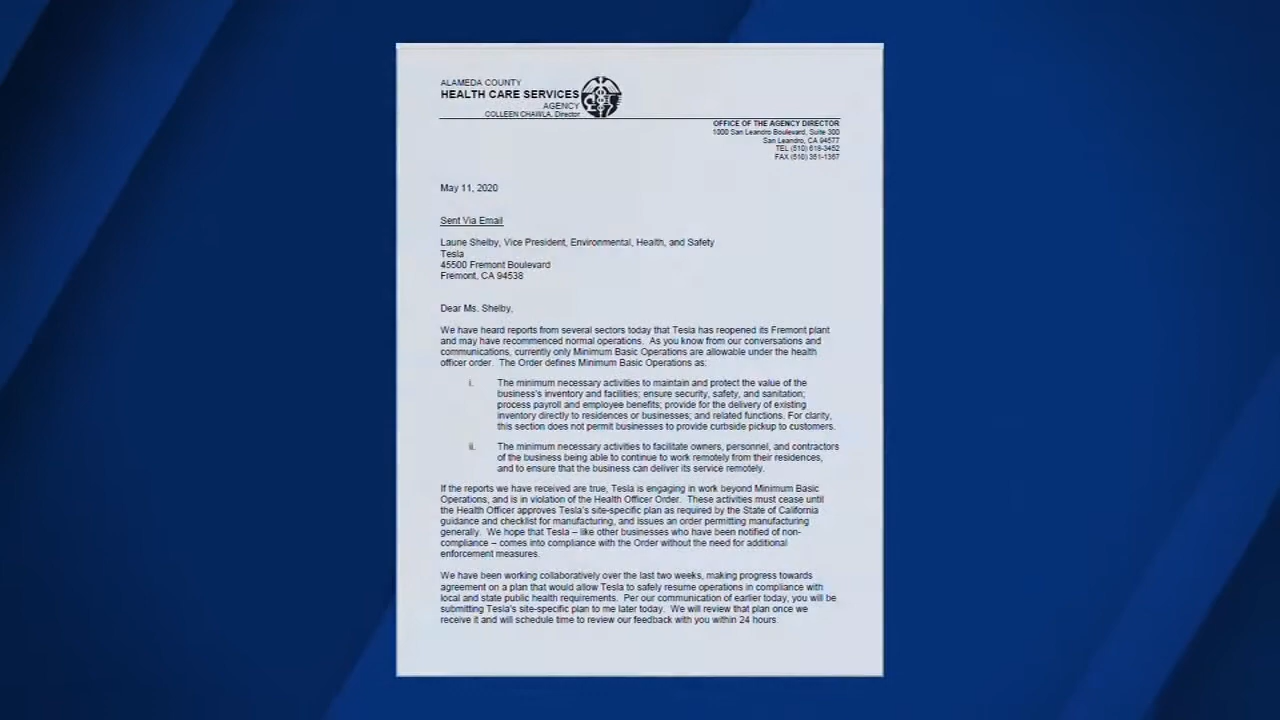 ALAMEDA COUNTY
HEALTH CARE SERVICES
AGENCY
COLLEEN CHAWLA, Director
OFFICE OF THE AGENCY DIRECTOR
1000 San Leandro Boulevard, Suite 300
San Leandro, CA 94577
TEL (510) 618-3452
FAX (510) 351-1367
May 11, 2020
Sent Via Email
Laurie Shelby, Vice President, Environmental, Health, and Safety
Tesla
45500 Fremont Boulevard
Fremont, CA 94538
Dear Ms. Shelby,
We have heard reports from several sectors today that Tesla has reopened its Fremont plant
and may have recommenced normal operations. As you know from our conversations and
communications, currently only Minimum Basic Operations are allowable under the health
officer order. The Order defines Minimum Basic Operations as:
i. The minimum necessary activities to maintain and protect the value of the
business's inventory and facilities; ensure security, safety, and sanitation;
process payroll and employee benefits; provide for the delivery of existing
inventory directly to residences or businesses; and related functions. For clarity,
this section does not permit businesses to provide curbside pickup to customers.
ii. The minimum necessary activities to facilitate owners, personnel, and contractors
of the business being able to continue to work remotely from their residences,
and to ensure that the business can deliver its service remotely.
If the reports we have received are true, Tesla is engaging in work beyond Minimum Basic
Operations, and is in violation of the Health Officer Order. These activities must cease until
the Health Officer approves Tesla's site-specific plan as required by the State of California
guidance and checklist for manufacturing, and issues an order permitting manufacturing
generally. We hope that Tesla – like other businesses who have been notified of non-
compliance – comes into compliance with the Order without the need for additional
enforcement measures.
We have been working collaboratively over the last two weeks, making progress towards
agreement on a plan that would allow Tesla to safely resume operations in compliance with
local and state public health requirements. Per our communication of earlier today, you will be
submitting Tesla's site-specific plan to me later today. We will review that plan once we
receive it and will schedule time to review our feedback with you within 24 hours.